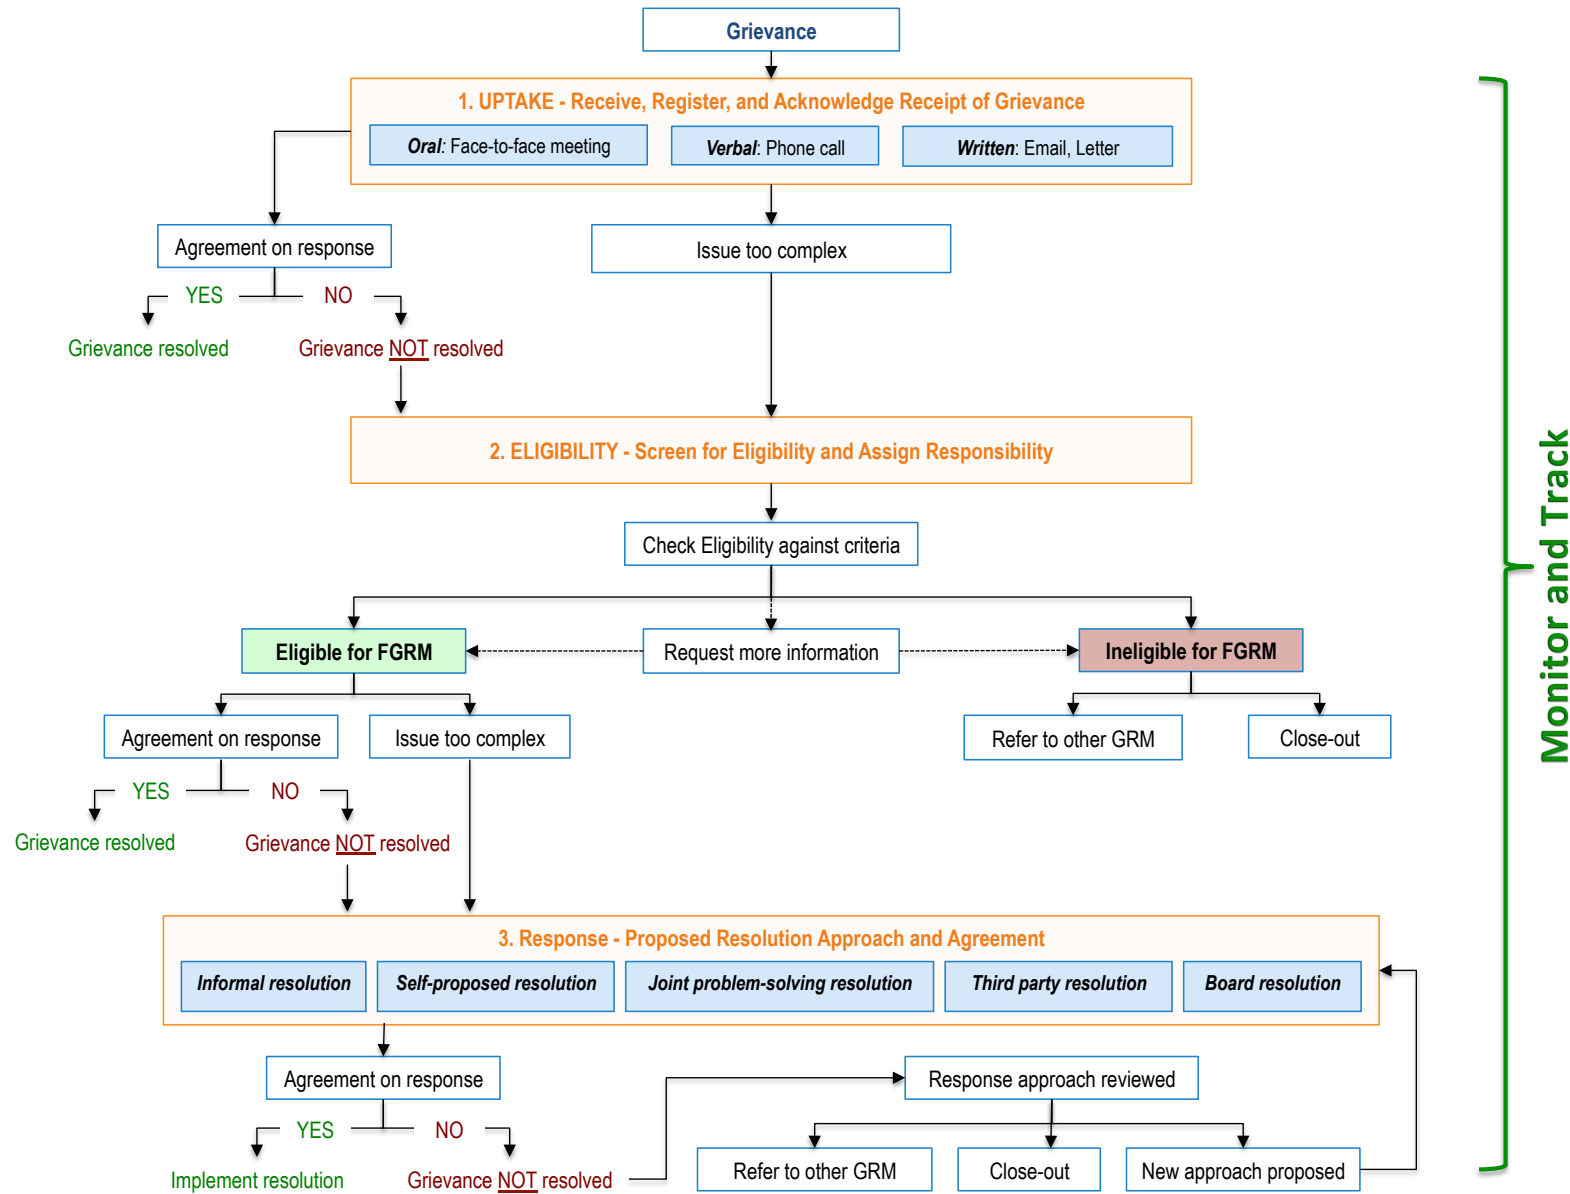 Grievance
1. UPTAKE - Receive, Register, and Acknowledge Receipt of Grievance
Oral: Face-to-face meeting
Verbal: Phone call
Written: Email, Letter
Agreement on response
Issue too complex
YES
NO
Grievance resolved
Grievance NOT resolved
2. ELIGIBILITY - Screen for Eligibility and Assign Responsibility
Check Eligibility against criteria
Eligible for FGRM
Request more information
Ineligible for FGRM
Agreement on response
Issue too complex
Refer to other GRM
Close-out
YES
NO
Grievance resolved
Grievance NOT resolved
3. Response - Proposed Resolution Approach and Agreement
Informal resolution
Self-proposed resolution
Joint problem-solving resolution
Third party resolution
Board resolution
Agreement on response
Response approach reviewed
YES
NO
Implement resolution
Grievance NOT resolved
Refer to other GRM
Close-out
New approach proposed
Monitor and Track